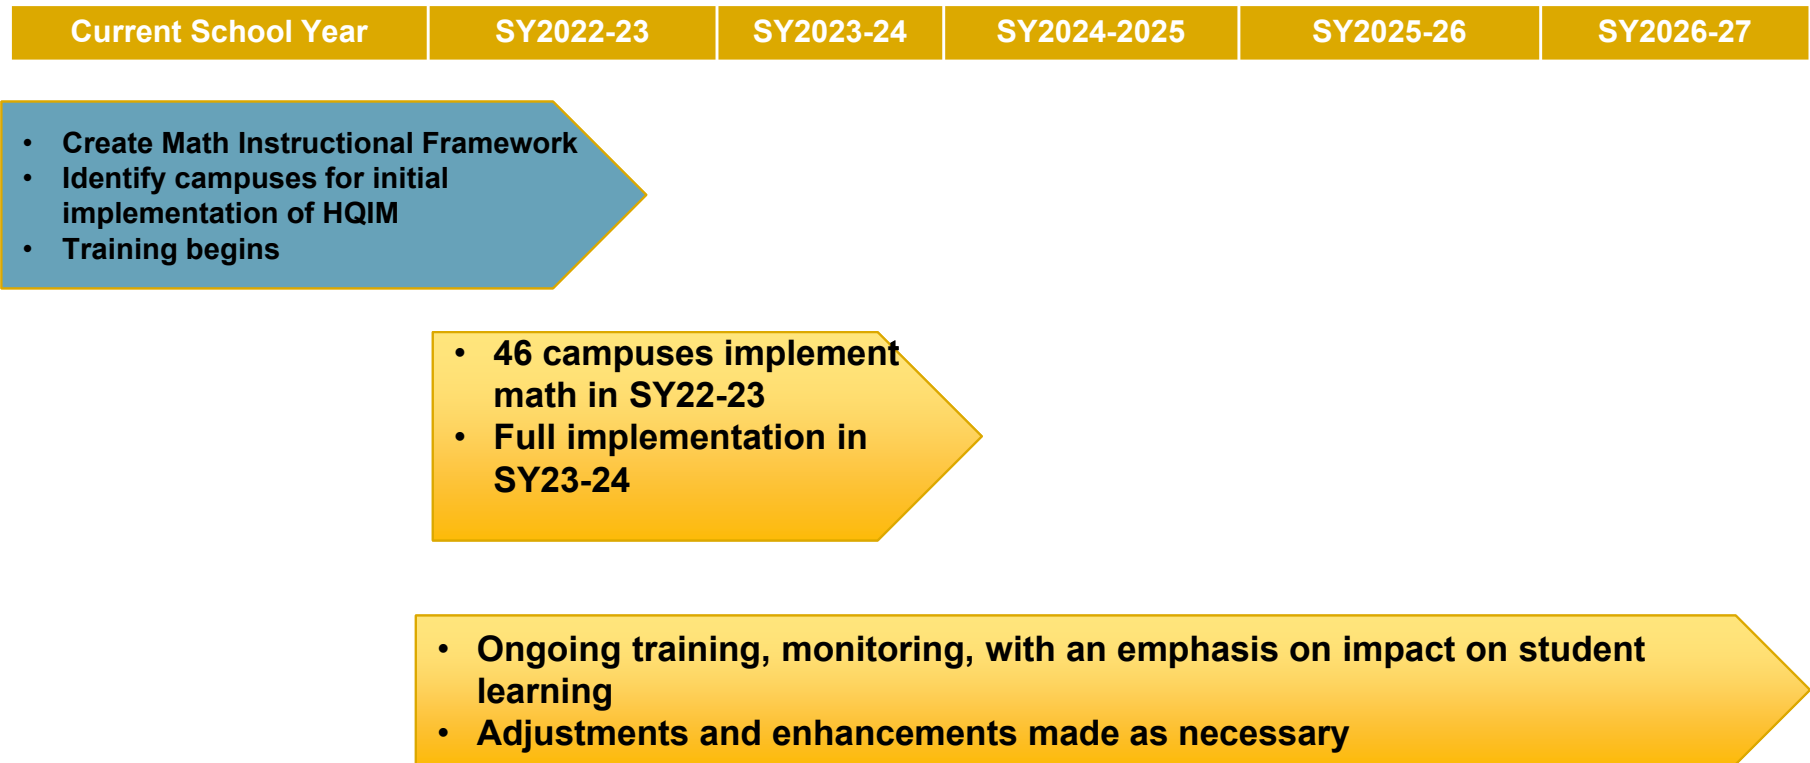 Current School Year SY2022-23 SY2023-24 SY2024-2025 SY2025-26 SY2026-27
• Create Math Instructional Framework
• Identify campuses for initial
implementation of HQIM
• Training begins
• 46 campuses implement
math in SY22-23
• Full implementation in
SY23-24
• Ongoing training, monitoring, with an emphasis on impact on student
learning
• Adjustments and enhancements made as necessary